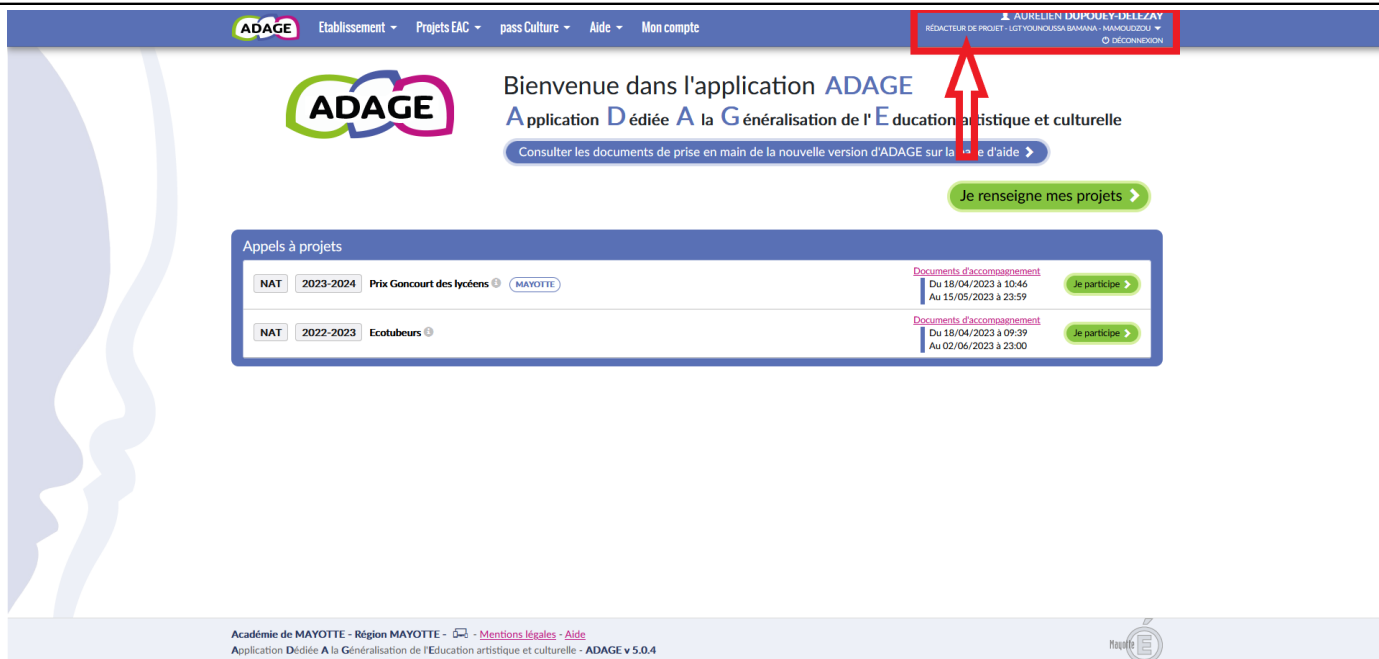 ADAGE Etablissement Projets EAC pass Culture Aide Mon compte
AURELIEN DUPOUEY-DELEZAY
RÉDACTEUR DE PROJET - LGT YOUNOUSSA BAMANA - MAMOUDZOU
DÉCONNEXION
ADAGE
Bienvenue dans l'application ADAGE
Application Dédiée A la Généralisation de l'Education artistique et culturelle
Consulter les documents de prise en main de la nouvelle version d'ADAGE sur la page d'aide
Je renseigne mes projets
Appels à projets
NAT 2023-2024 Prix Goncourt des lycéens MAYOTTE
Documents d'accompagnement
Du 18/04/2023 à 10:46
Au 15/05/2023 à 23:59
Je participe
NAT 2022-2023 Ecotubeurs
Documents d'accompagnement
Du 18/04/2023 à 09:39
Au 02/06/2023 à 23:00
Je participe
Académie de MAYOTTE - Région MAYOTTE - - Mentions légales - Aide
Application Dédiée A la Généralisation de l'Education artistique et culturelle - ADAGE v 5.0.4
Mayotte É